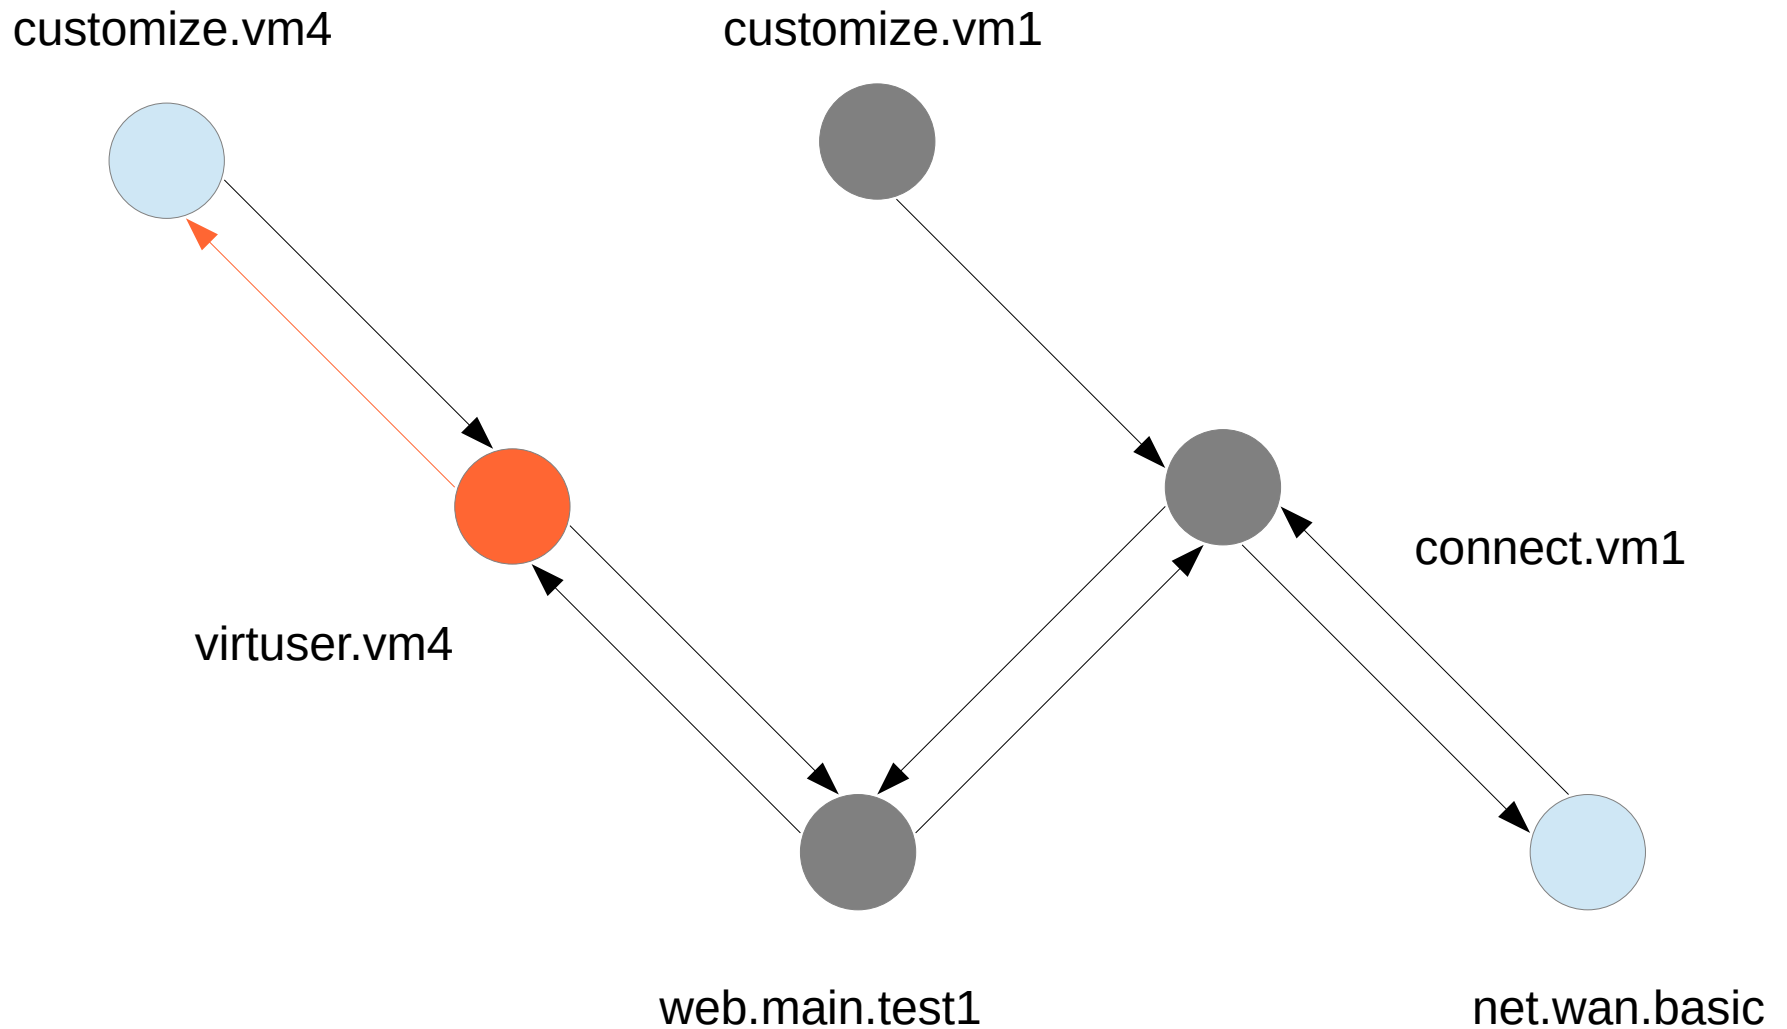 customize.vm4
customize.vm1
connect.vm1
virtuser.vm4
web.main.test1
net.wan.basic